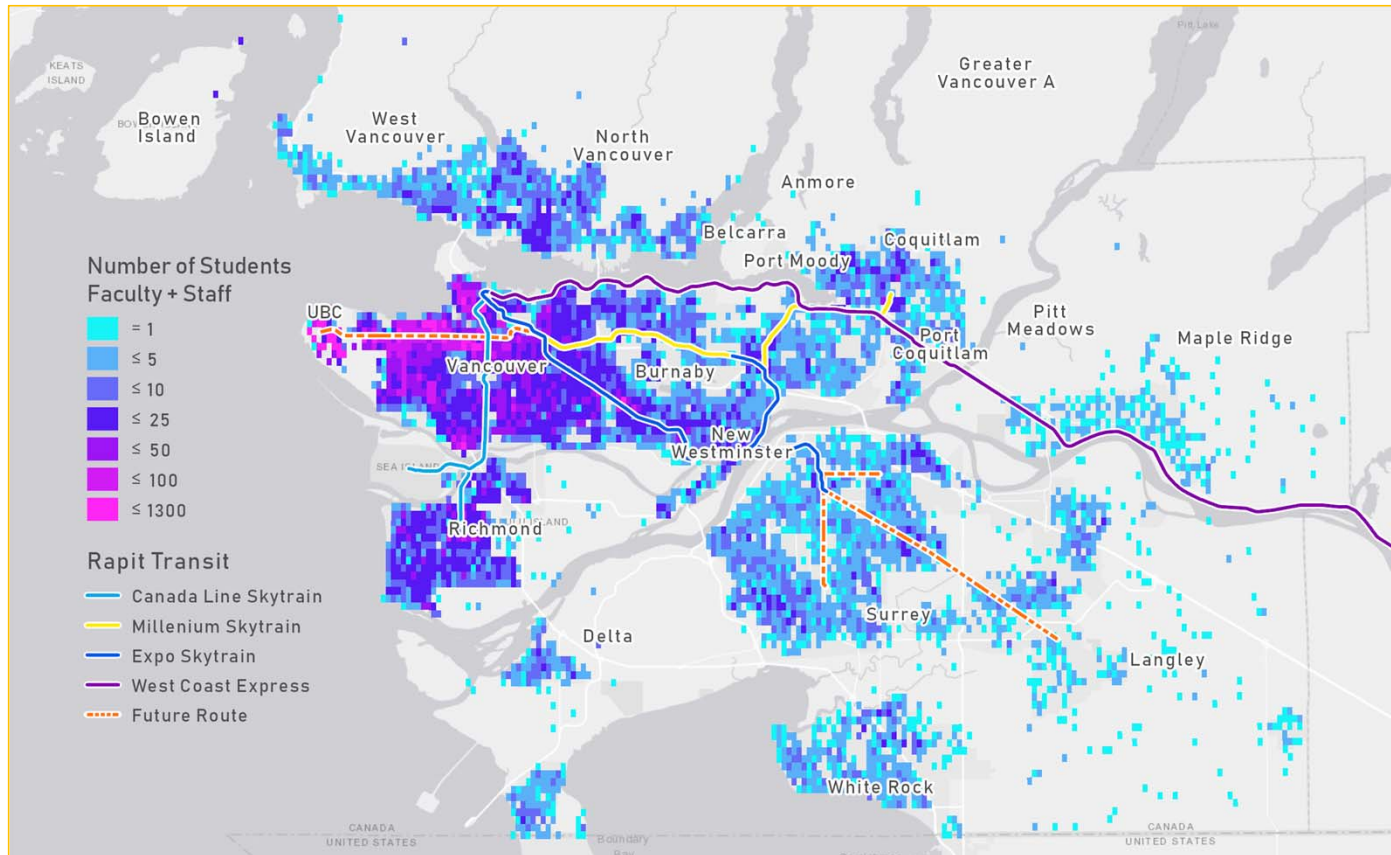 KEATS
ISLAND
Pitt Lake
Bowen
Island
West
Vancouver
North
Vancouver
Greater
Vancouver A
Anmore
Belcarra
Port Moody
Coquitlam
UBC
Vancouver
Burnaby
Port
Coquitlam
Pitt
Meadows
Maple Ridge
New
Westminster
SEA ISLAND
Richmond
ISLAND
Surrey
Delta
Langley
White Rock
Number of Students
Faculty + Staff
= 1
≤ 5
≤ 10
≤ 25
≤ 50
≤ 100
≤ 1300
Rapit Transit
Canada Line Skytrain
Millenium Skytrain
Expo Skytrain
West Coast Express
Future Route
CANADA
UNITED STATES
Boundary
Bay
CANADA
UNITED STATES